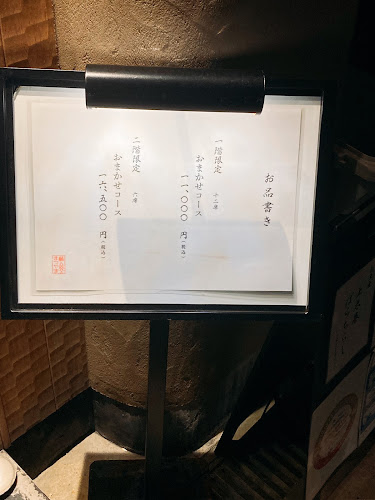 お品書き
一階限定 十二席
おまかせコース
一一、〇〇〇 円(税込)
二階限定 六席
おまかせコース
一六、五〇〇 円(税込)